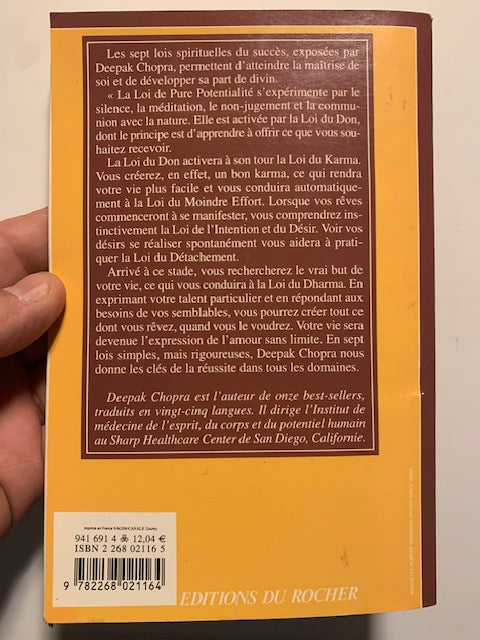 Les sept lois spirituelles du succès, exposées par
Deepak Chopra, permettent d'atteindre la maîtrise de
soi et de développer sa part de divin.
« La Loi de Pure Potentialité s'expérimente par le
silence, la méditation, le non-jugement et la commu-
nion avec la nature. Elle est activée par la Loi du Don,
dont le principe est d'apprendre à offrir ce que vous sou-
haitez recevoir.
La Loi du Don activera à son tour la Loi du Karma.
Vous créerez, en effet, un bon karma, ce qui rendra
votre vie plus facile et vous conduira automatique-
ment à la Loi du Moindre Effort. Lorsque vos rêves
commenceront à se manifester, vous comprendrez ins-
tinctivement la Loi de l'Intention et du Désir. Voir vos
désirs se réaliser spontanément vous aidera à prati-
quer la Loi du Détachement.
Arrivé à ce stade, vous rechercherez le vrai but de
votre vie, ce qui vous conduira à la Loi du Dharma. En
exprimant votre talent particulier et en répondant aux
besoins de vos semblables, vous pourrez créer tout ce
dont vous rêvez, quand vous le voudrez. Votre vie sera
devenue l'expression de l'amour sans limite. En sept
lois simples, mais rigoureuses, Deepak Chopra nous
donne les clés de la réussite dans tous les domaines.
Deepak Chopra est l'auteur de onze best-sellers,
traduits en vingt-cinq langues. Il dirige l'Institut de
médecine de l'esprit, du corps et du potentiel humain
au Sharp Healthcare Center de San Diego, Californie.
Imprimé en France
941 691 4 12,04 €
ISBN 2 268 02116 5
9 782268 021164
EDITIONS DU ROCHER